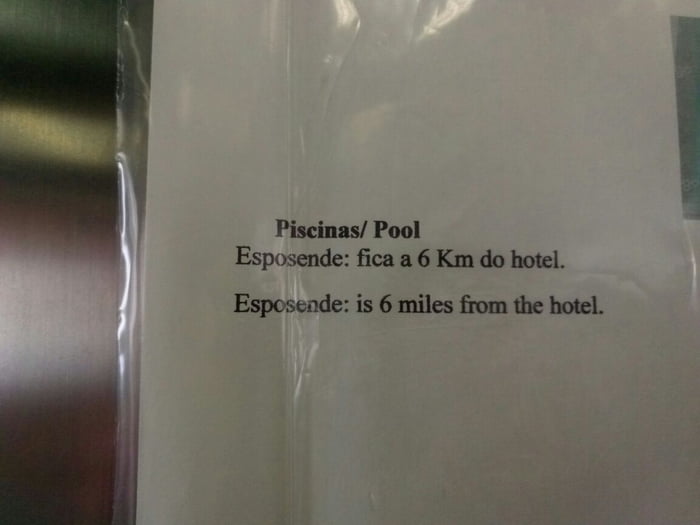 Piscinas/ Pool
Esposende: fica a 6 Km do hotel.
Esposende: is 6 miles from the hotel.